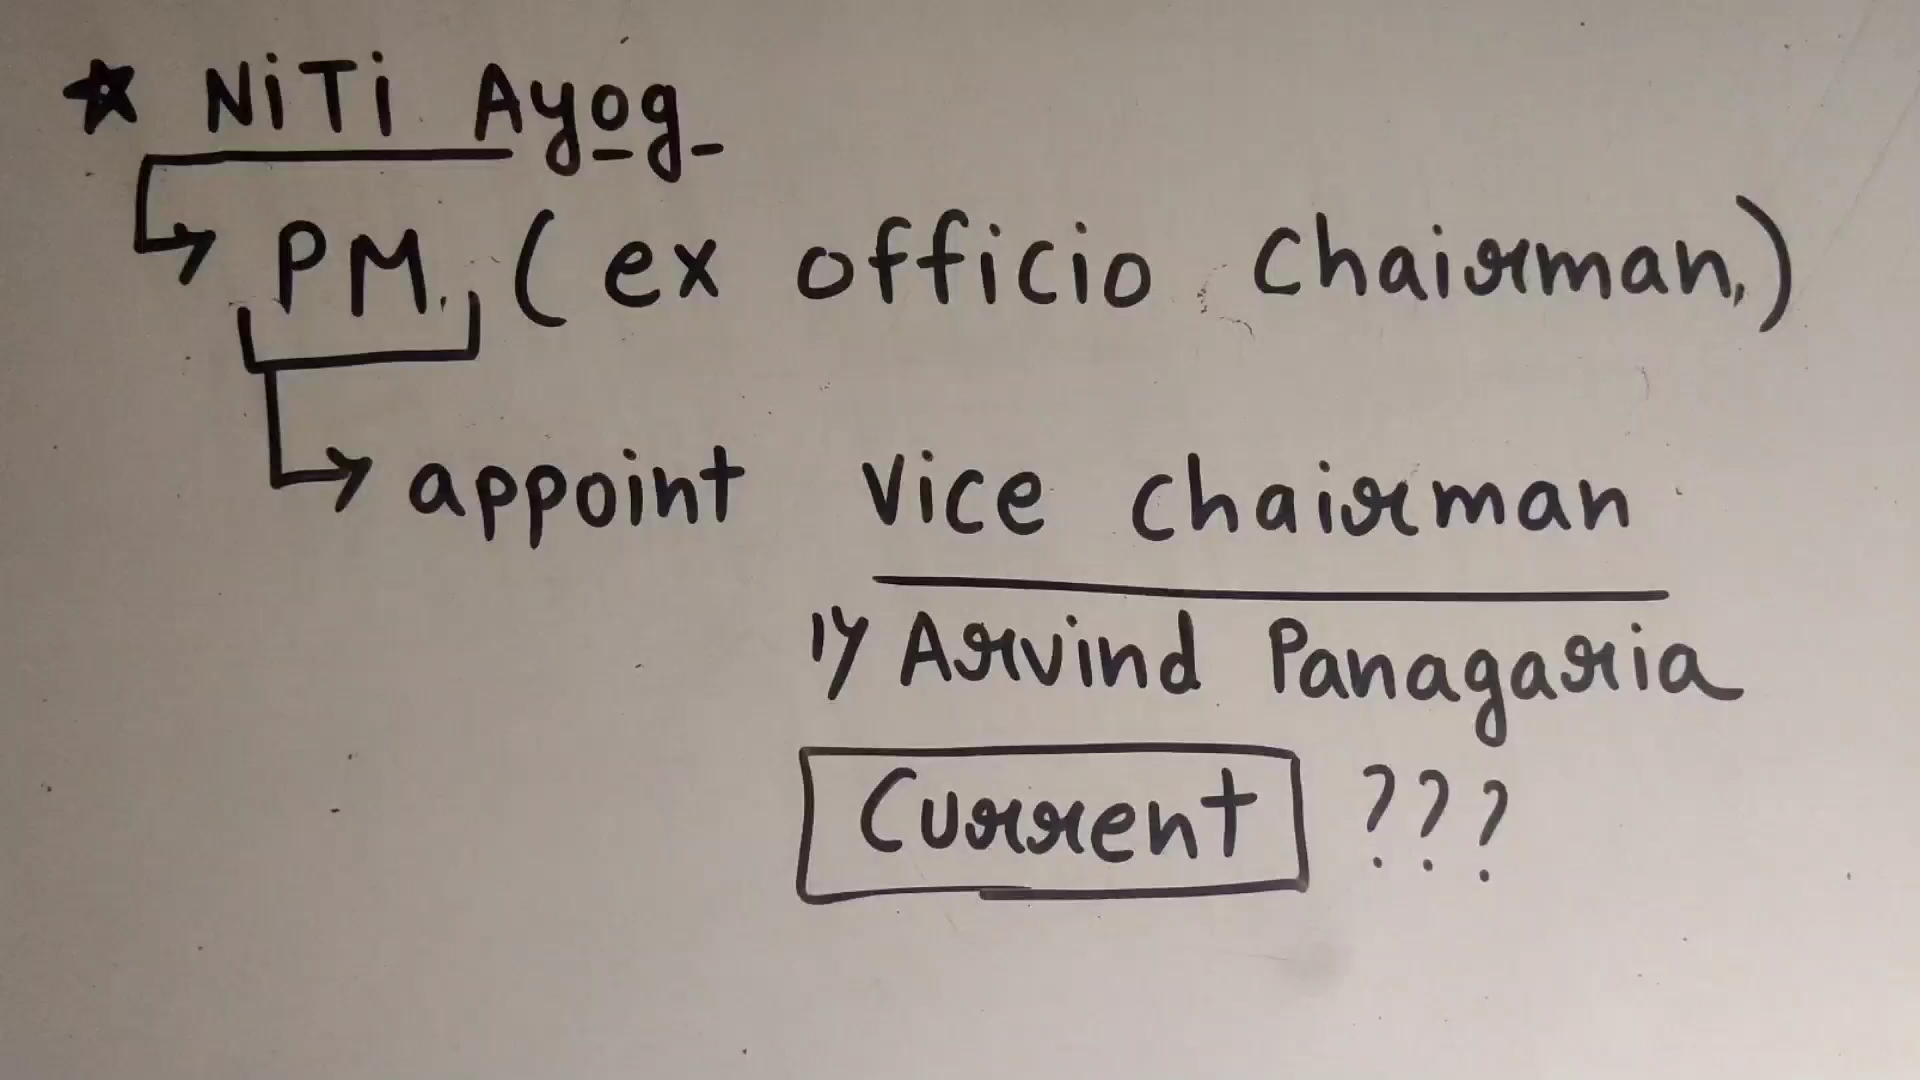 ☆ NiTi Ayog
PM. (ex officio Chairman,)
appoint Vice chairman
1) Arvind Panagaria
Current ???